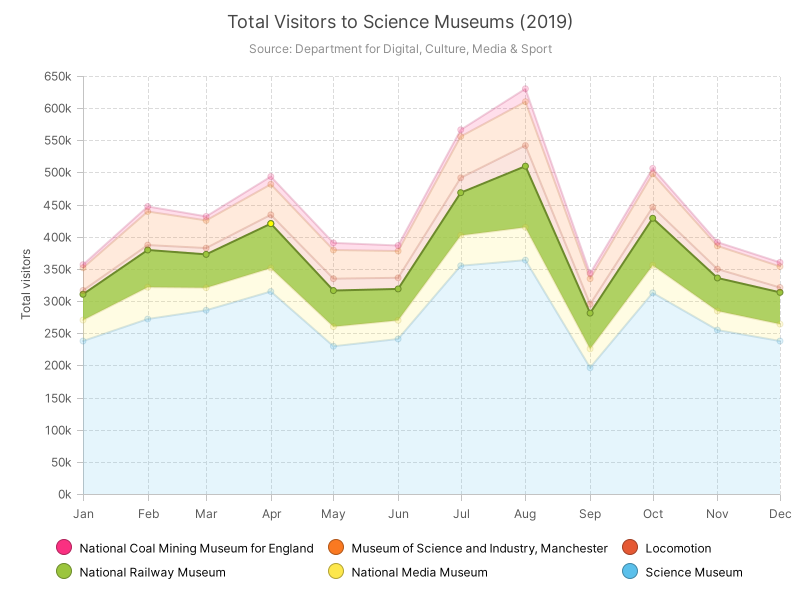 Total Visitors to Science Museums (2019)
Source: Department for Digital, Culture, Media & Sport
Total visitors
650k
600k
550k
500k
450k
400k
350k
300k
250k
200k
150k
100k
50k
0k
Jan Feb Mar Apr May Jun Jul Aug Sep Oct Nov Dec
National Coal Mining Museum for England Museum of Science and Industry, Manchester Locomotion
National Railway Museum National Media Museum Science Museum